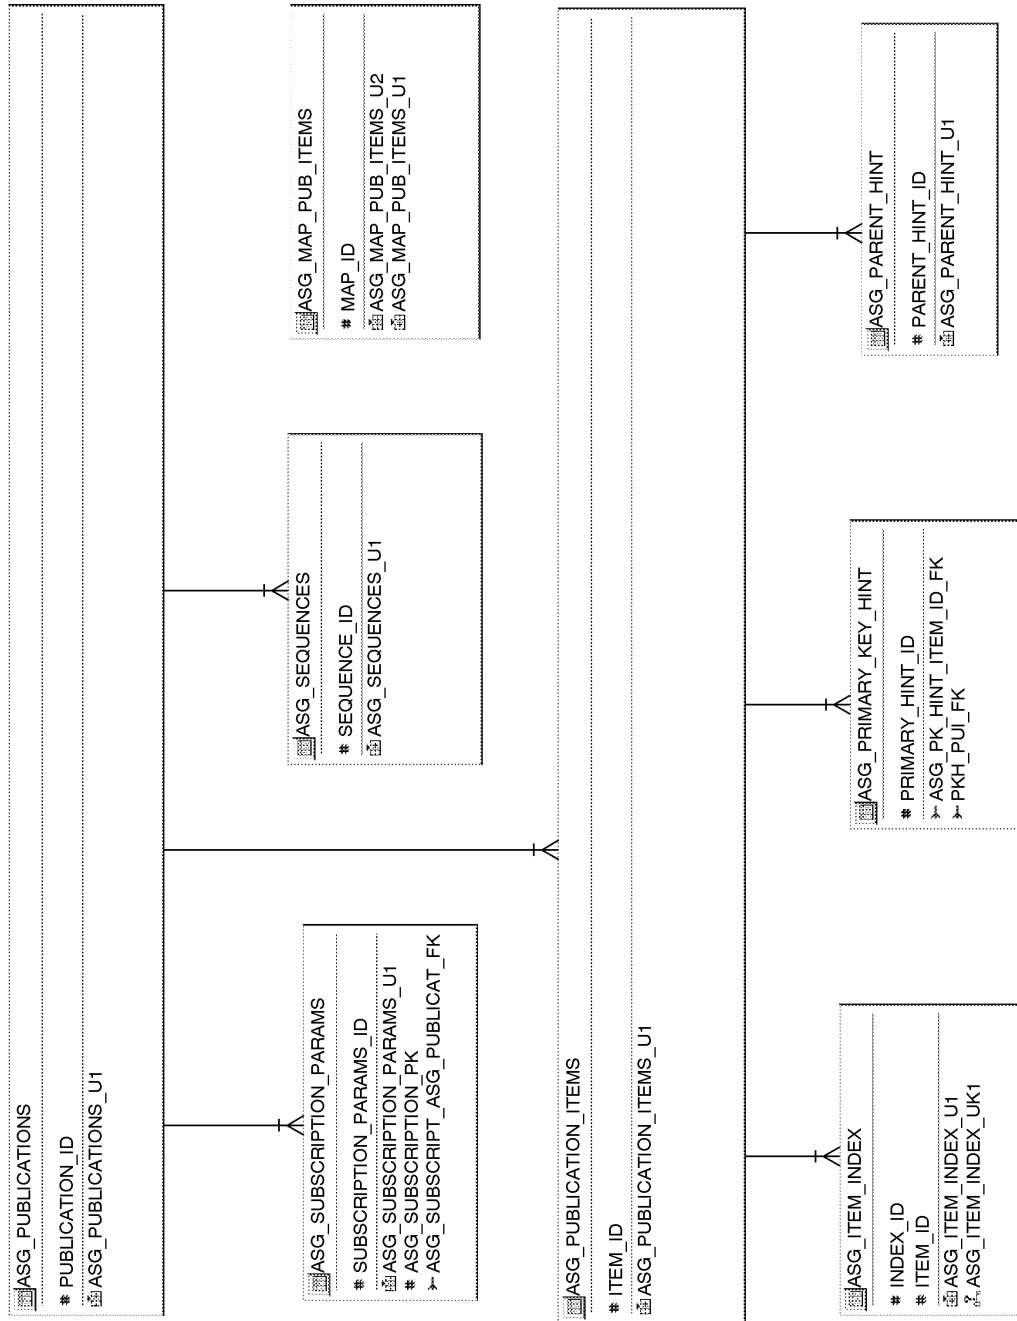 ASG_PUBLICATIONS
# PUBLICATION_ID
ASG_PUBLICATIONS_U1
ASG_SUBSCRIPTION_PARAMS
# SUBSCRIPTION_PARAMS_ID
ASG_SUBSCRIPTION_PARAMS_U1
# ASG_SUBSCRIPTION_PK
ASG_SUBSCRIPT_ASG_PUBLICAT_FK
ASG_SEQUENCES
# SEQUENCE_ID
ASG_SEQUENCES_U1
ASG_MAP_PUB_ITEMS
# MAP_ID
ASG_MAP_PUB_ITEMS_U2
ASG_MAP_PUB_ITEMS_U1
ASG_PUBLICATION_ITEMS
# ITEM_ID
ASG_PUBLICATION_ITEMS_U1
ASG_ITEM_INDEX
# INDEX_ID
# ITEM_ID
ASG_ITEM_INDEX_U1
ASG_ITEM_INDEX_UK1
ASG_PRIMARY_KEY_HINT
# PRIMARY_HINT_ID
ASG_PK_HINT_ITEM_ID_FK
PKH_PUI_FK
ASG_PARENT_HINT
# PARENT_HINT_ID
ASG_PARENT_HINT_U1